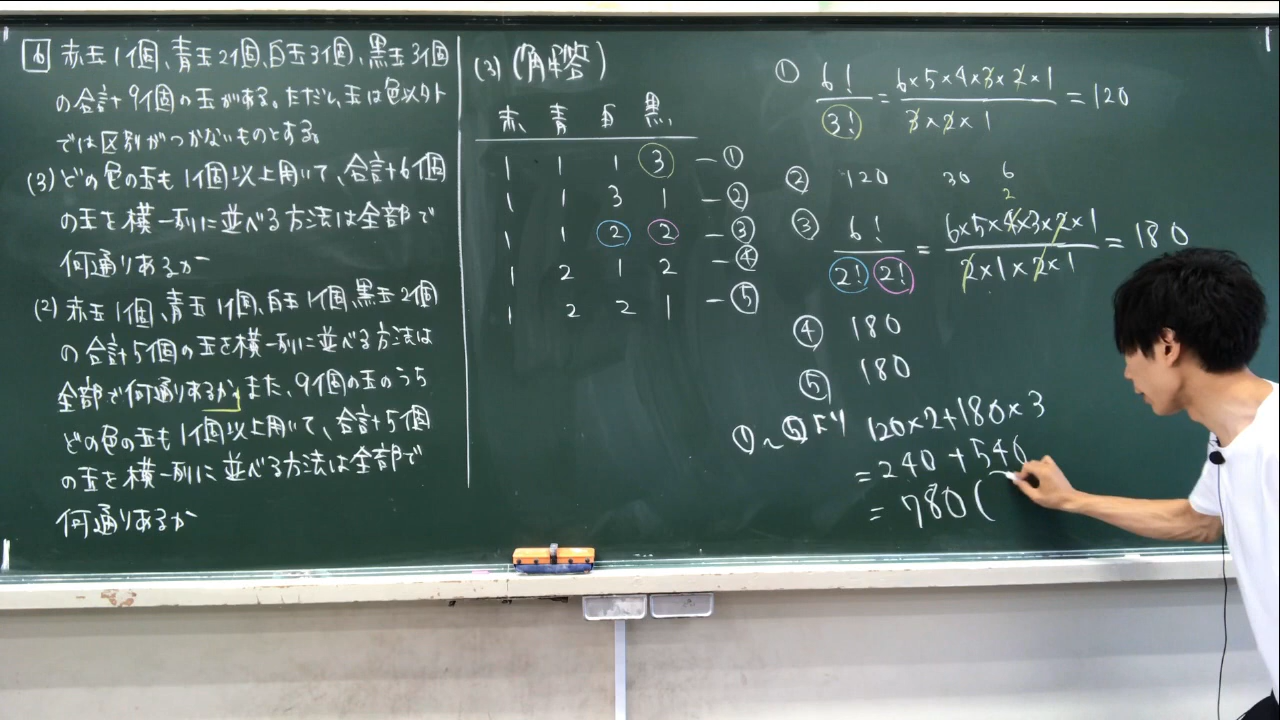 6 赤玉1個、青玉2個、白玉3個、黒玉3個
の合計9個の玉がある。ただし、玉は色以外
では区別がつかないものとする。
(3) どの色の玉も1個以上用いて、合計6個
の玉を横一列に並べる方法は全部で
何通りあるか
(2) 赤玉1個、青玉1個、白玉1個、黒玉2個
の合計5個の玉を横一列に並べる方法は
全部で何通りあるか。また、9個の玉のうち
どの色の玉も1個以上用いて、合計5個
の玉を横一列に並べる方法は全部で
何通りあるか
(3) (解答)
赤 青 白 黒
1 1 1 3 - ①
1 1 3 1 - ②
1 1 2 2 - ③
1 2 1 2 - ④
1 2 2 1 - ⑤
① 6!/3! = 6×5×4×3×2×1/3×2×1 = 120
② 120 30 6
2
③ 6!/2!2! = 6×5×4×3×2×1/2×1×2×1 = 180
④ 180
⑤ 180
①～⑤より 120×2+180×3
=240+540
=780(